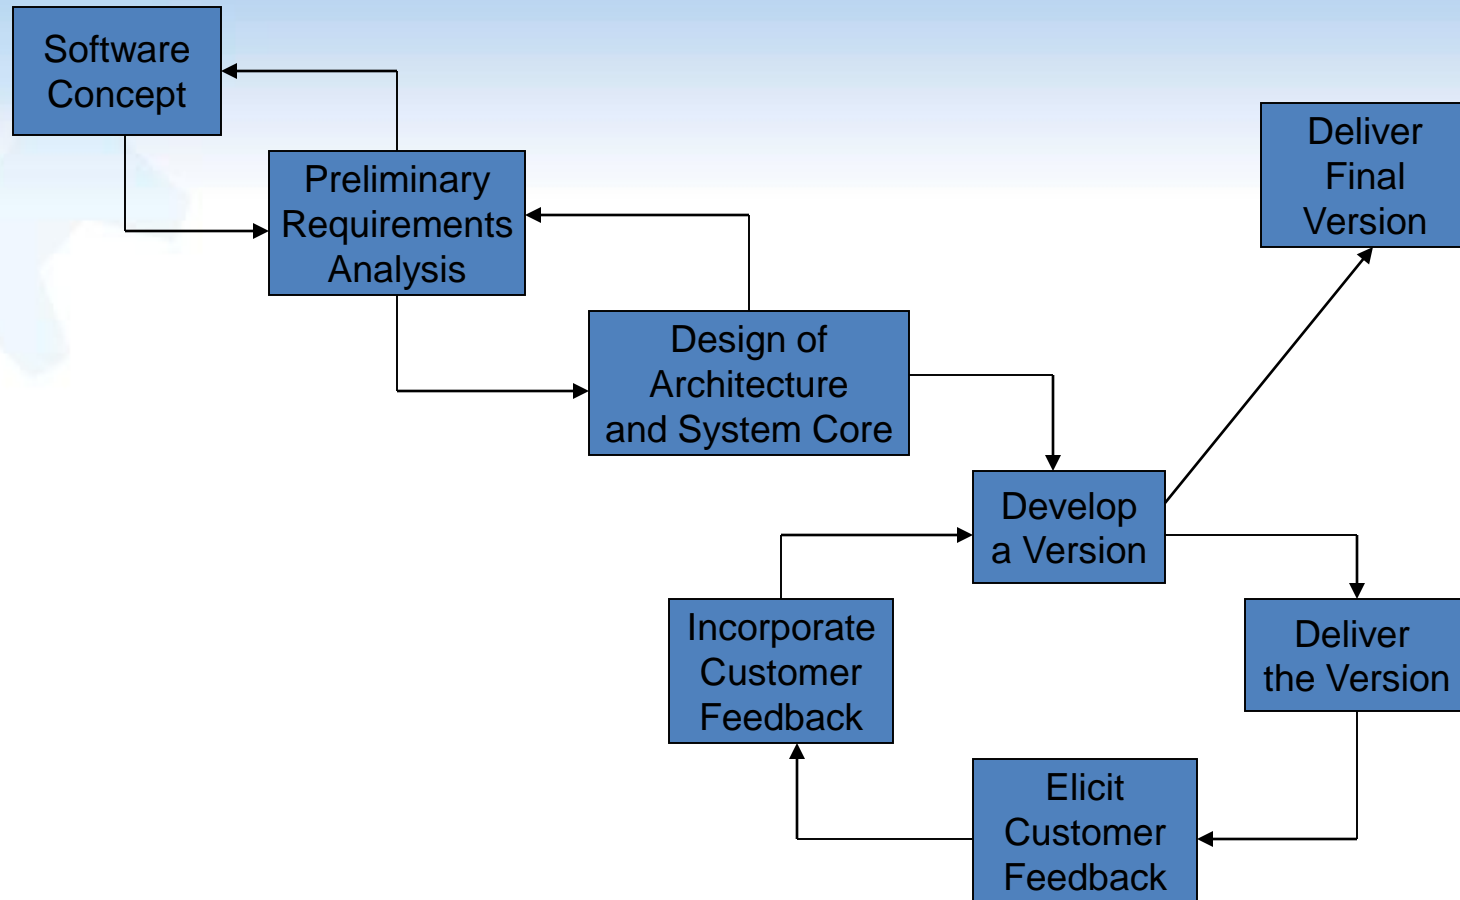 Software
Concept
Preliminary
Requirements
Analysis
Deliver
Final
Version
Design of
Architecture
and System Core
Develop
a Version
Incorporate
Customer
Feedback
Deliver
the Version
Elicit
Customer
Feedback